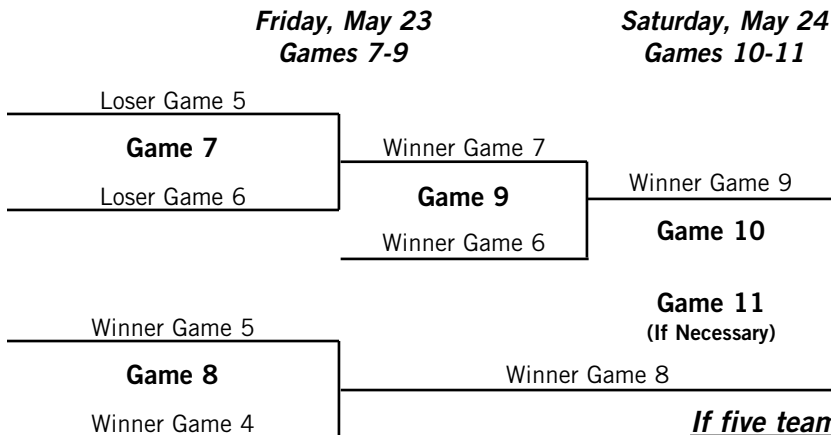 Friday, May 23
Games 7-9
Saturday, May 24
Games 10-11
Loser Game 5
Game 7
Loser Game 6
Winner Game 7
Game 9
Winner Game 6
Winner Game 9
Game 10
Game 11
(If Necessary)
Winner Game 5
Game 8
Winner Game 4
Winner Game 8
If five